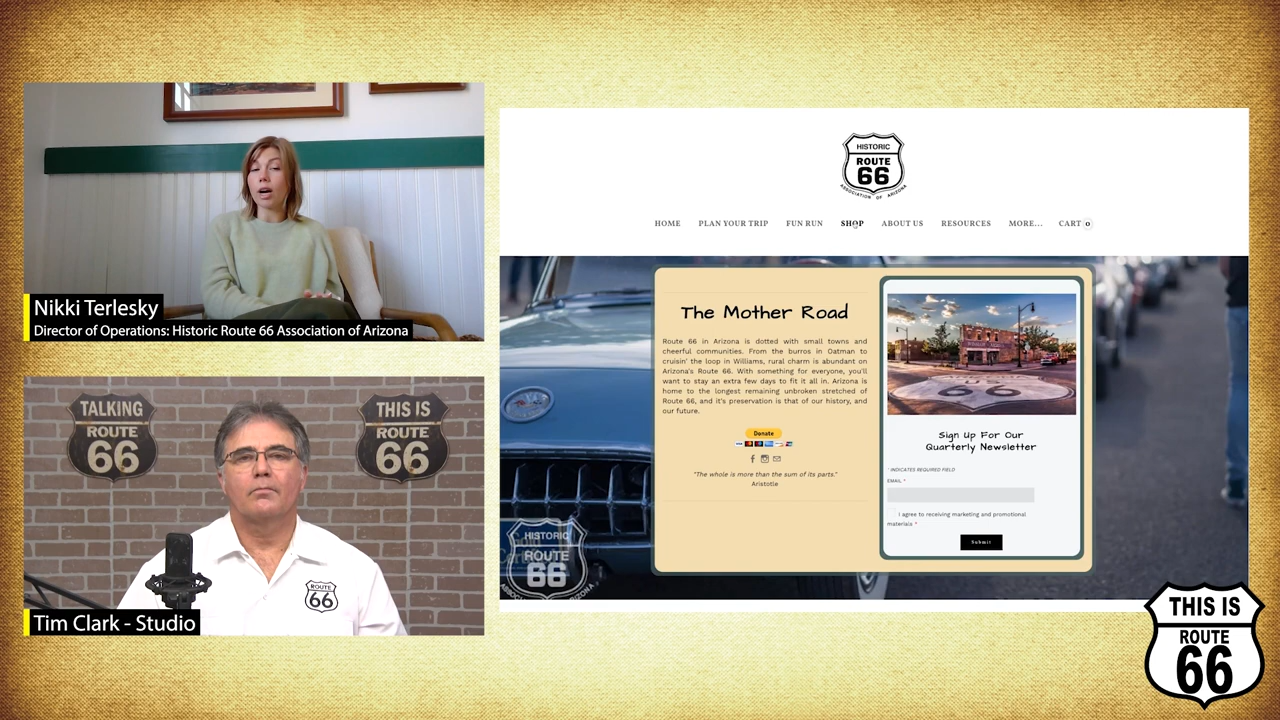 Nikki Terlesky
Director of Operations: Historic Route 66 Association of Arizona
TALKING
ROUTE
66
THIS IS
ROUTE
66
ROUTE
66
Tim Clark - Studio
HISTORIC
ROUTE
66
ASSOCIATION OF ARIZONA
HOME PLAN YOUR TRIP FUN RUN SHOP ABOUT US RESOURCES MORE... CART 0
The Mother Road
Route 66 in Arizona is dotted with small towns and
cheerful communities. From the burros in Oatman to
cruisin' the loop in Williams, rural charm is abundant on
Arizona's Route 66. With something for everyone, you'll
want to stay an extra few days to fit it all in. Arizona is
home to the longest remaining unbroken stretched of
Route 66, and it's preservation is that of our history, and
our future.
Donate
"The whole is more than the sum of its parts."
Aristotle
66
Sign Up For Our
Quarterly Newsletter
* INDICATES REQUIRED FIELD
EMAIL *
I agree to receiving marketing and promotional
materials *
Submit
HISTORIC
ROUTE
66
THIS IS
ROUTE
66